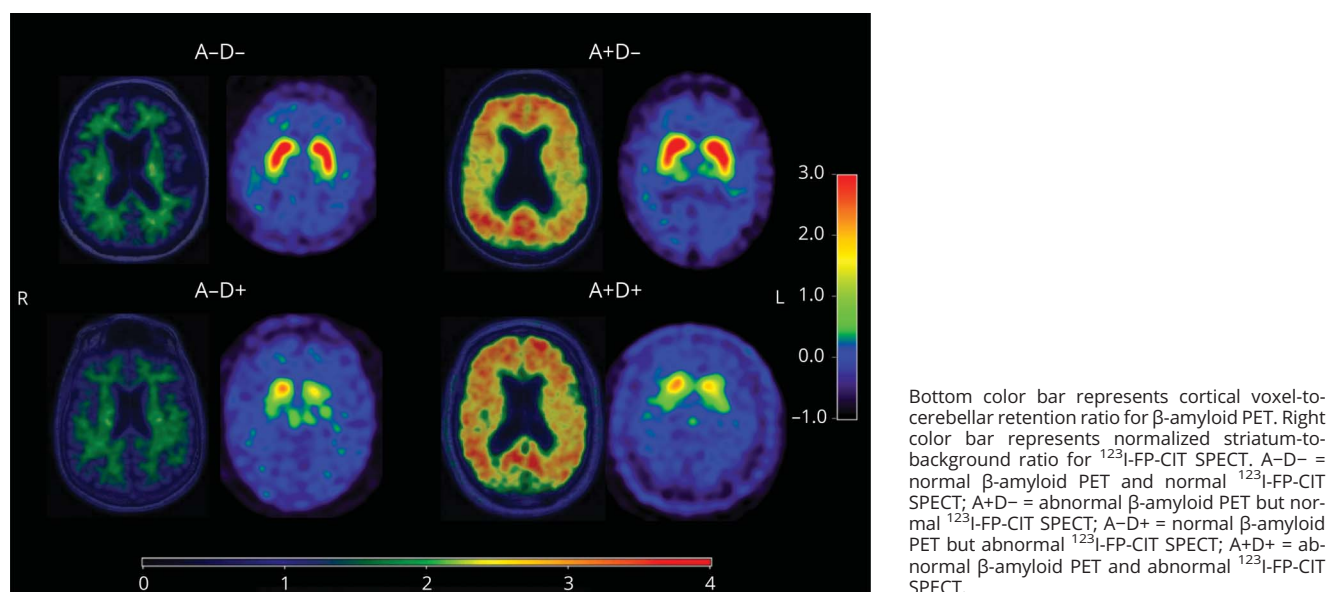 A−D−
A+D−
3.0
2.0
R
A−D+
A+D+
L
1.0
0.0
−1.0
0
1
2
3
4
Bottom color bar represents cortical voxel-to-
cerebellar retention ratio for β-amyloid PET. Right
color bar represents normalized striatum-to-
background ratio for ¹²³I-FP-CIT SPECT. A−D− =
normal β-amyloid PET and normal ¹²³I-FP-CIT
SPECT; A+D− = abnormal β-amyloid PET but nor-
mal ¹²³I-FP-CIT SPECT; A−D+ = normal β-amyloid
PET but abnormal ¹²³I-FP-CIT SPECT; A+D+ = ab-
normal β-amyloid PET and abnormal ¹²³I-FP-CIT
SPECT.